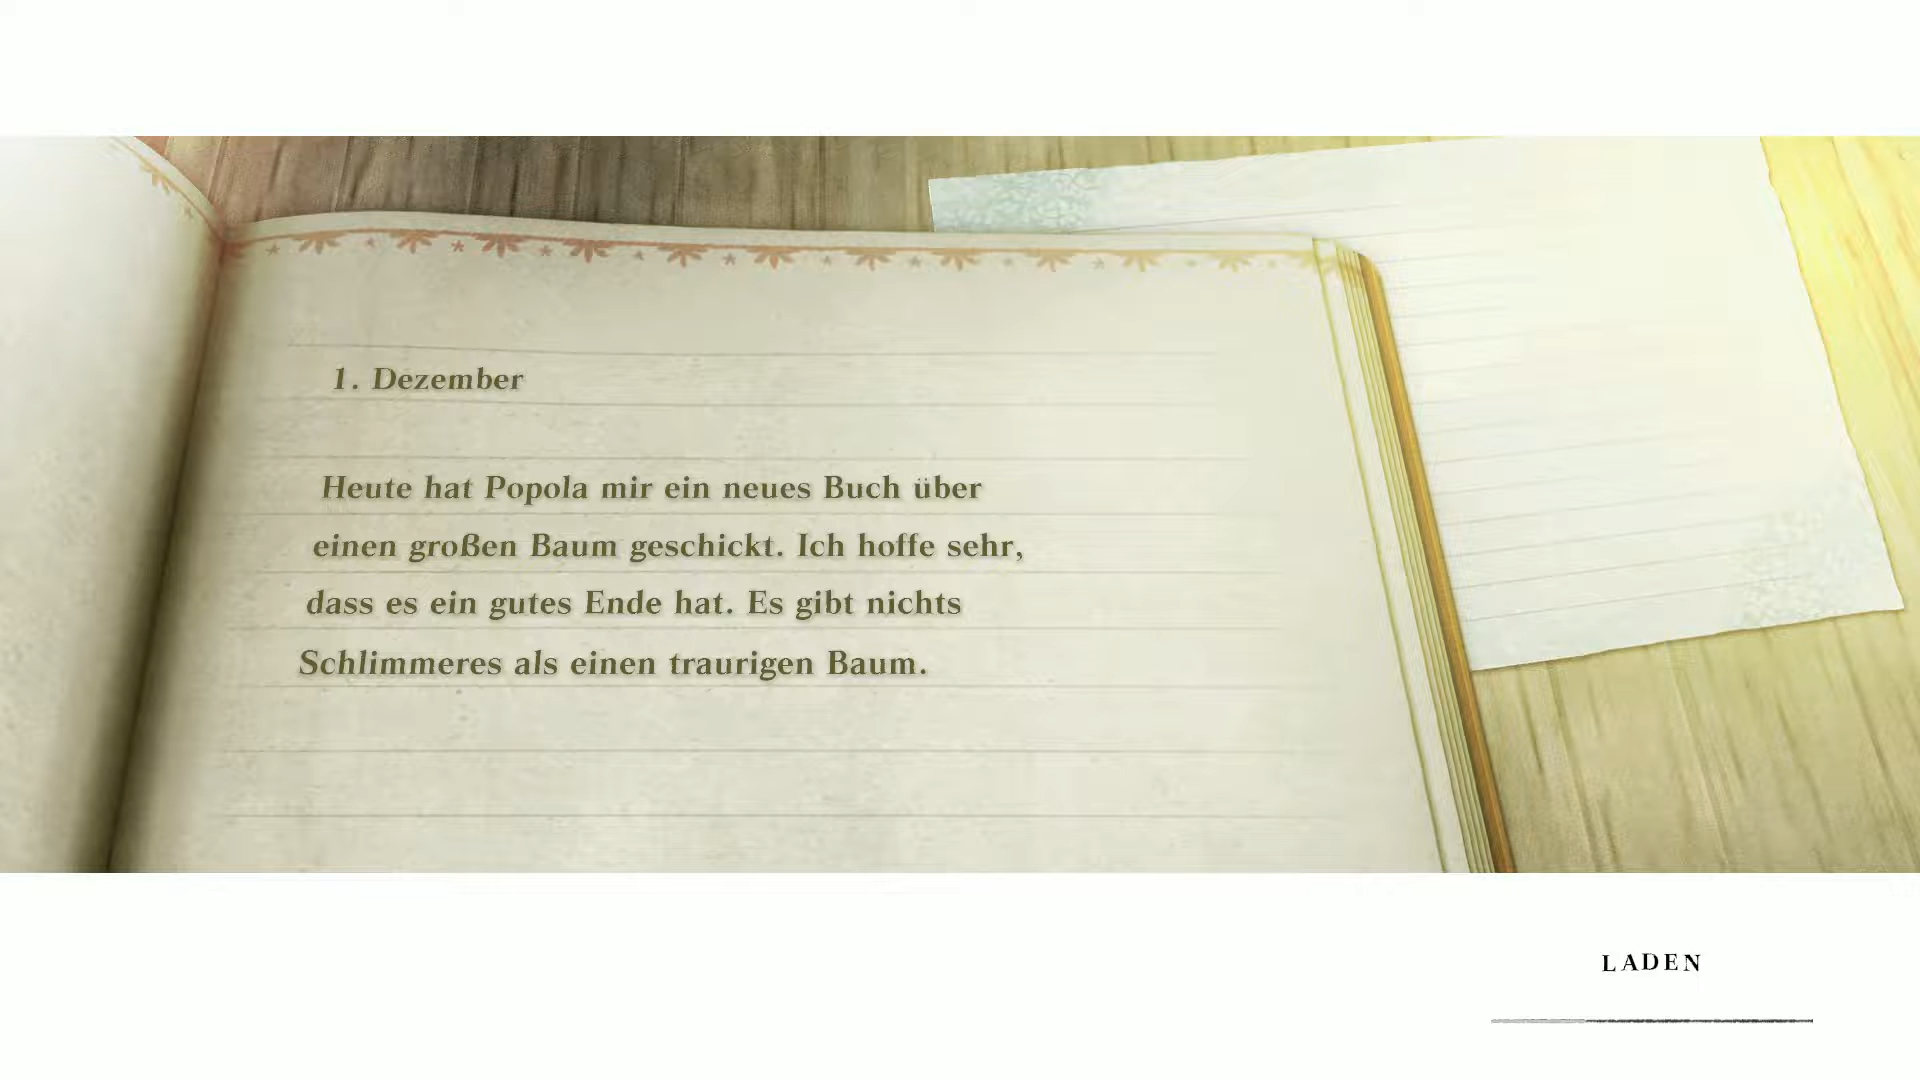 1. Dezember
Heute hat Popola mir ein neues Buch über
einen großen Baum geschickt. Ich hoffe sehr,
dass es ein gutes Ende hat. Es gibt nichts
Schlimmeres als einen traurigen Baum.
LADEN